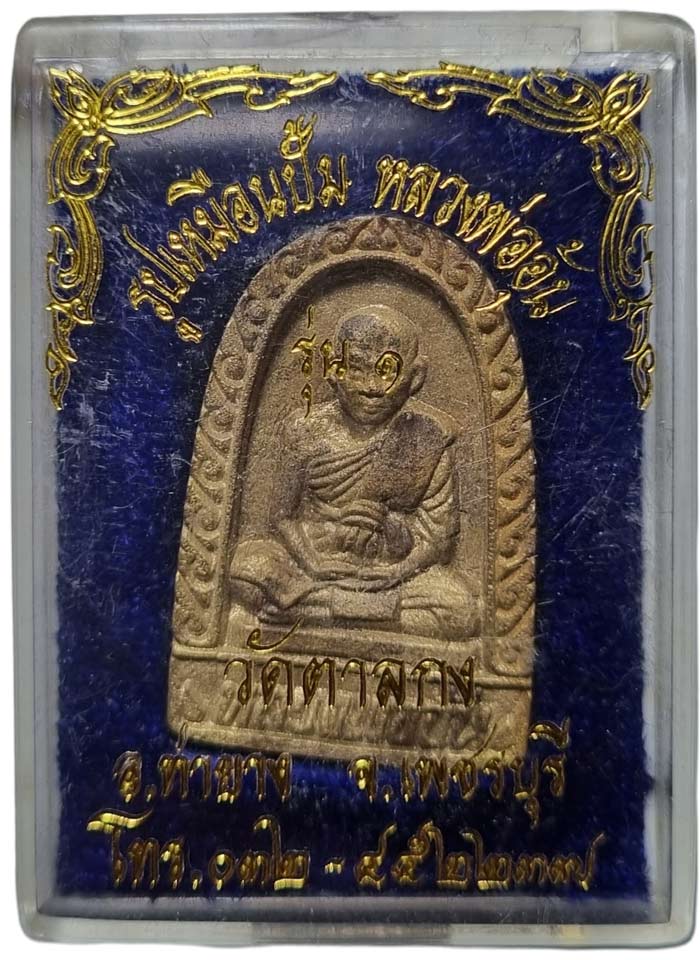 รูปเหมือนปั๊ม หลวงพ่ออุ้น
รุ่น ๑
วัดตาลกง
อ.ท่ายาง จ.เพชรบุรี
โทร.๐๓๒ - ๔๕๒๒๓๗